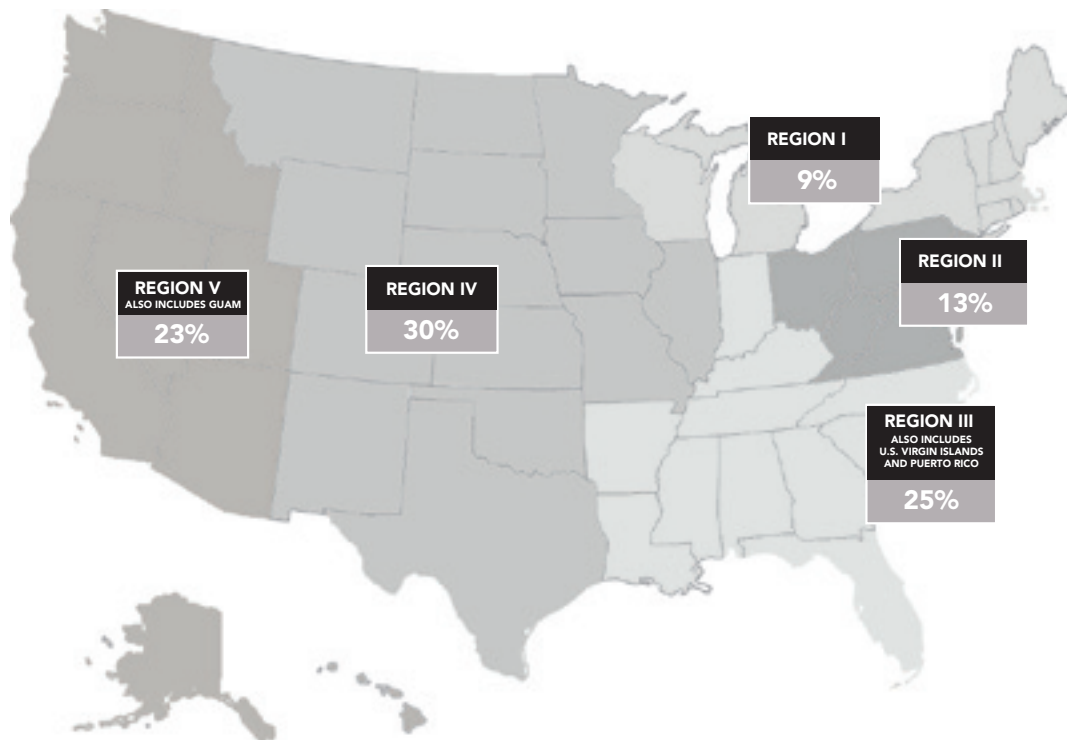 REGION I
9%
REGION II
13%
REGION V
ALSO INCLUDES GUAM
23%
REGION IV
30%
REGION III
ALSO INCLUDES
U.S. VIRGIN ISLANDS
AND PUERTO RICO
25%